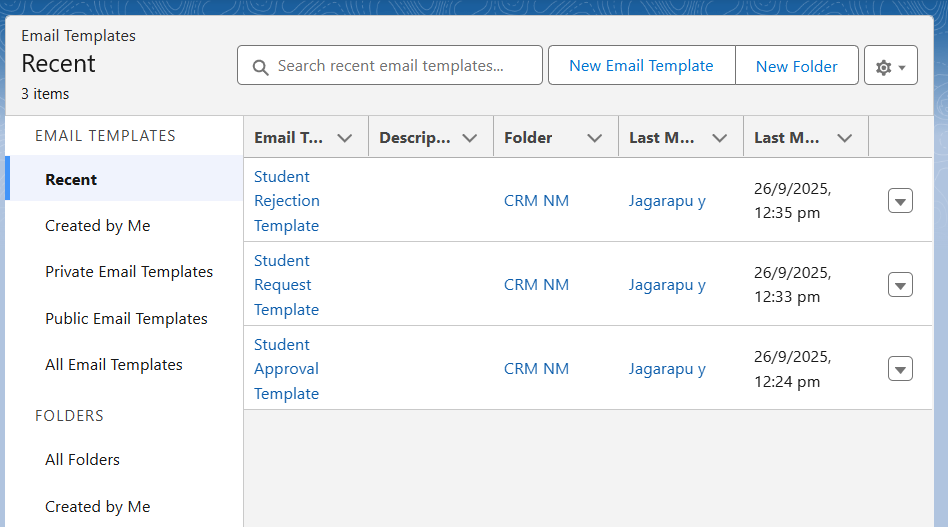 Email Templates
Recent
3 items
Search recent email templates...
New Email Template
New Folder
EMAIL TEMPLATES
Recent
Created by Me
Private Email Templates
Public Email Templates
All Email Templates
FOLDERS
All Folders
Created by Me
Email T... Descrip... Folder Last M... Last M...
Student
Rejection
Template
CRM NM
Jagarapu y
26/9/2025,
12:35 pm
Student
Request
Template
CRM NM
Jagarapu y
26/9/2025,
12:33 pm
Student
Approval
Template
CRM NM
Jagarapu y
26/9/2025,
12:24 pm